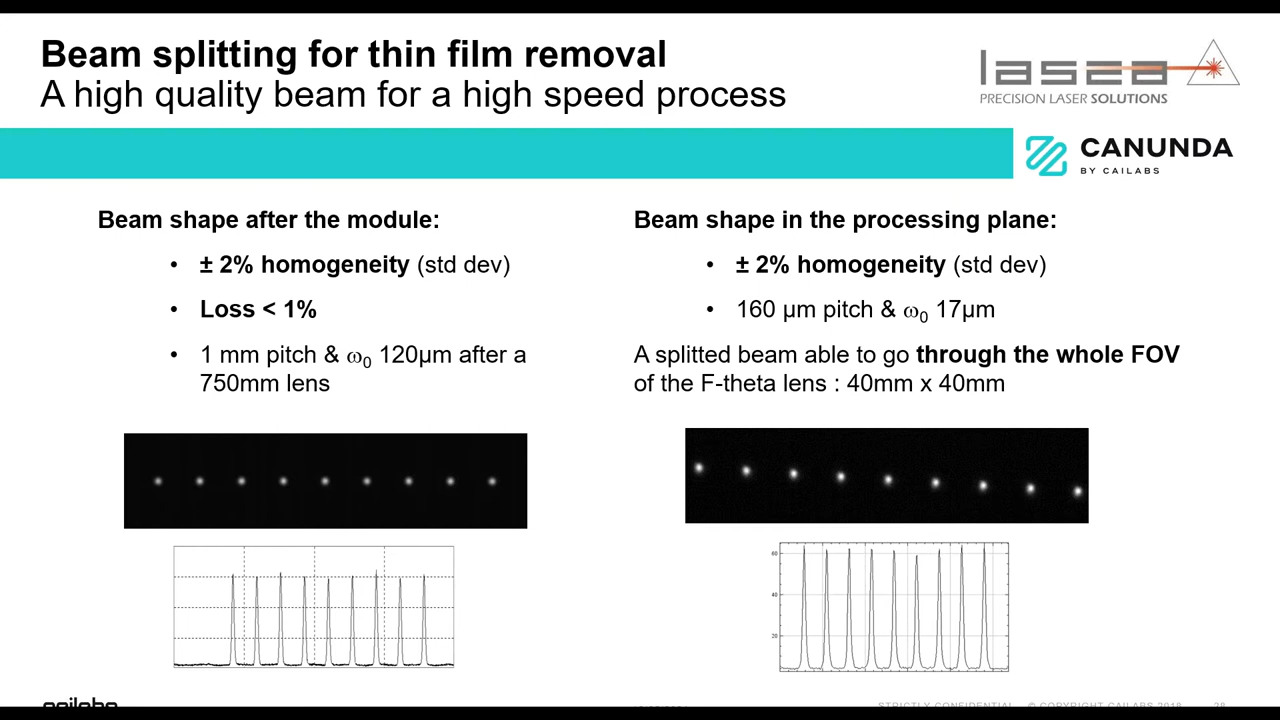 Beam splitting for thin film removal
A high quality beam for a high speed process
lasea
PRECISION LASER SOLUTIONS
CANUNDA
BY CAILABS
Beam shape after the module:
• ± 2% homogeneity (std dev)
• Loss < 1%
• 1 mm pitch & ω0 120µm after a
750mm lens
Beam shape in the processing plane:
• ± 2% homogeneity (std dev)
• 160 µm pitch & ω0 17µm
A splitted beam able to go through the whole FOV
of the F-theta lens : 40mm x 40mm
60
40
20
cailabs
STRICTLY CONFIDENTIAL © COPYRIGHT CAILABS 2018